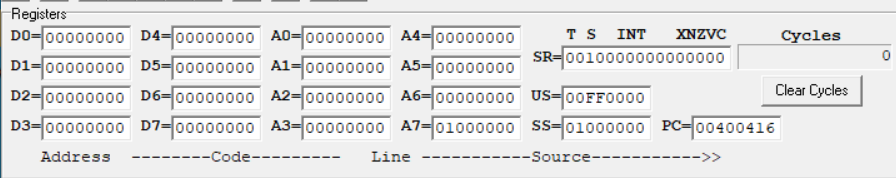 Registers
D0=00000000 D4=00000000 A0=00000000 A4=00000000 T S INT XNZVC Cycles
D1=00000000 D5=00000000 A1=00000000 A5=00000000 SR=0010000000000000 0
D2=00000000 D6=00000000 A2=00000000 A6=00000000 US=00FF0000 Clear Cycles
D3=00000000 D7=00000000 A3=00000000 A7=01000000 SS=01000000 PC=00400416
Address --------Code--------- Line -----------Source----------->>